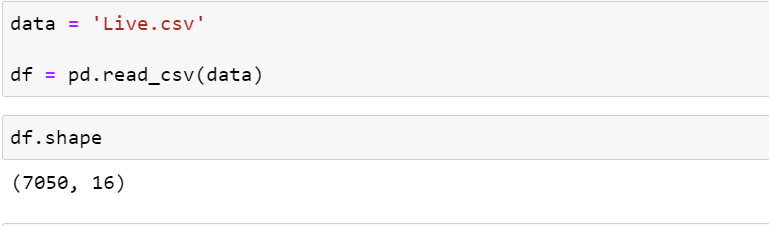 data = 'Live.csv'
df = pd.read_csv(data)
df.shape
(7050, 16)